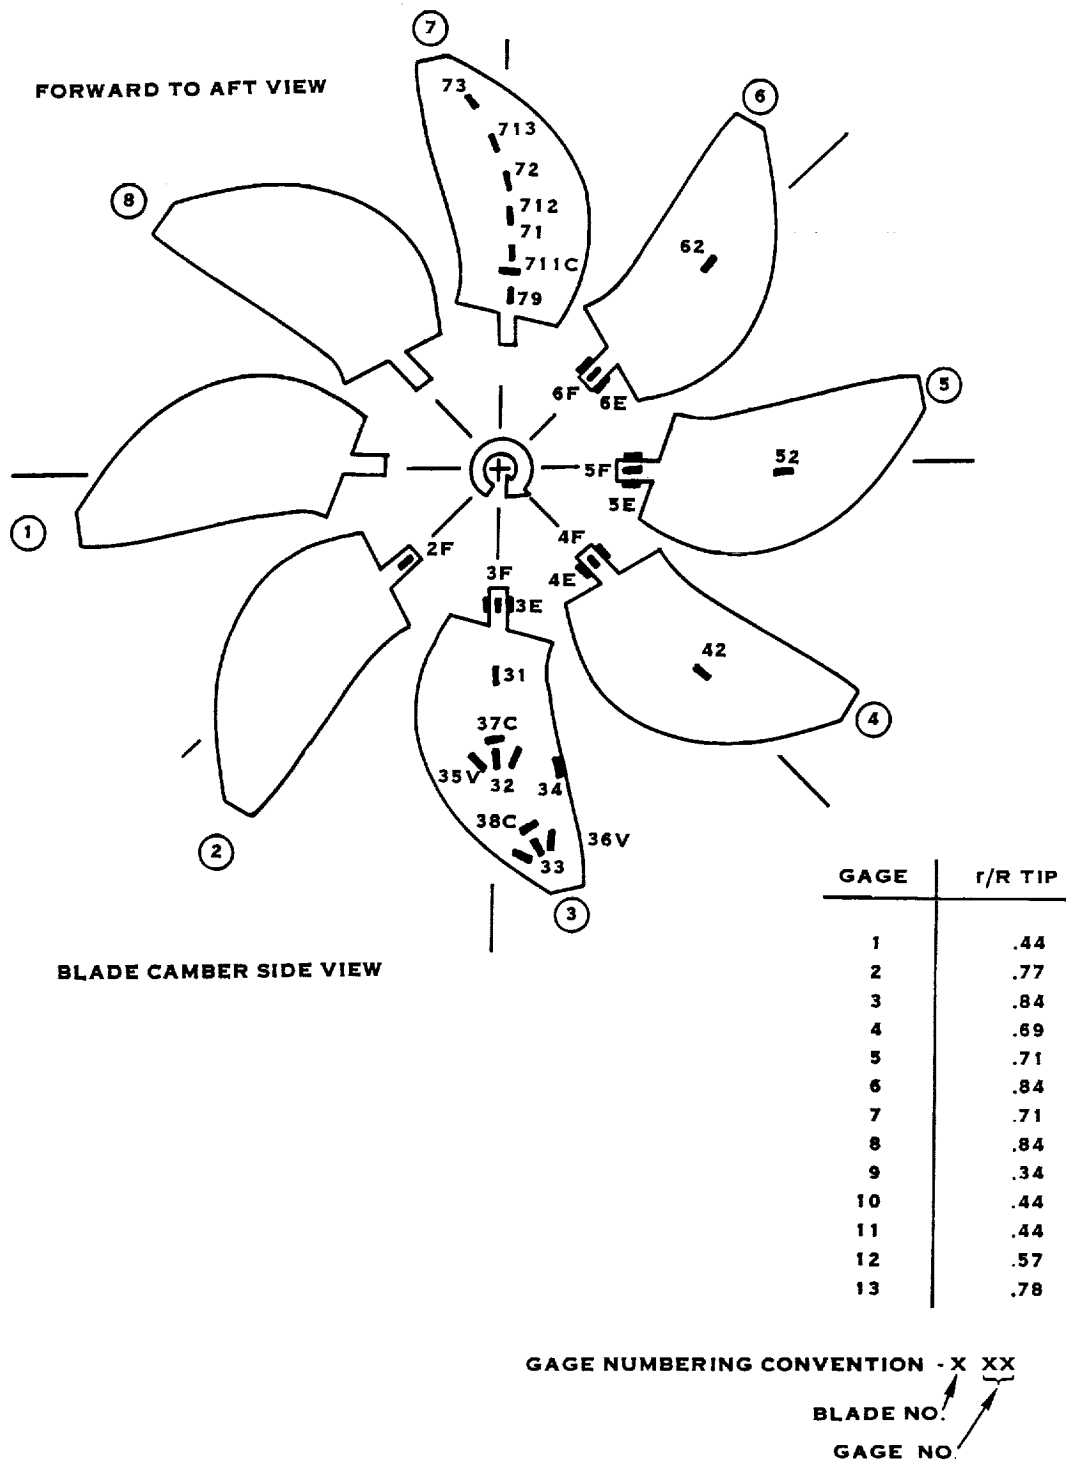 7
6
FORWARD TO AFT VIEW
73
713
72
8
712
71
62
711C
79
6F
6E
5
52
5F
5E
1
2F
4F
3F
4E
3E
31
42
4
37C
35V
32
34
38C
36V
33
2
3
BLADE CAMBER SIDE VIEW
GAGE r/R TIP
1 .44
2 .77
3 .84
4 .69
5 .71
6 .84
7 .71
8 .84
9 .34
10 .44
11 .44
12 .57
13 .78
GAGE NUMBERING CONVENTION - X XX
BLADE NO.
GAGE NO.